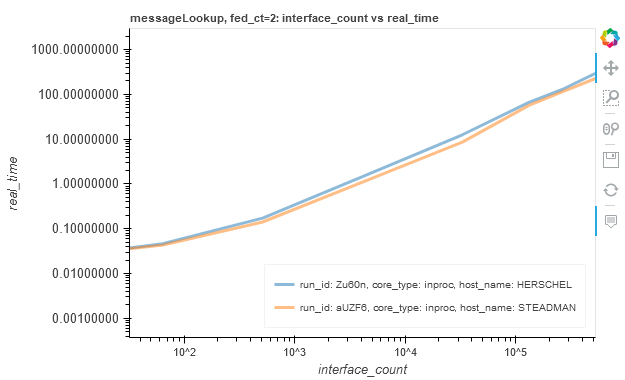 messageLookup, fed_ct=2: interface_count vs real_time
1000.00000000
100.00000000
10.00000000
1.00000000
0.10000000
0.01000000
0.00100000
real_time
run_id: Zu60n, core_type: inproc, host_name: HERSCHEL
run_id: aUZF6, core_type: inproc, host_name: STEADMAN
10^2
10^3
10^4
10^5
interface_count